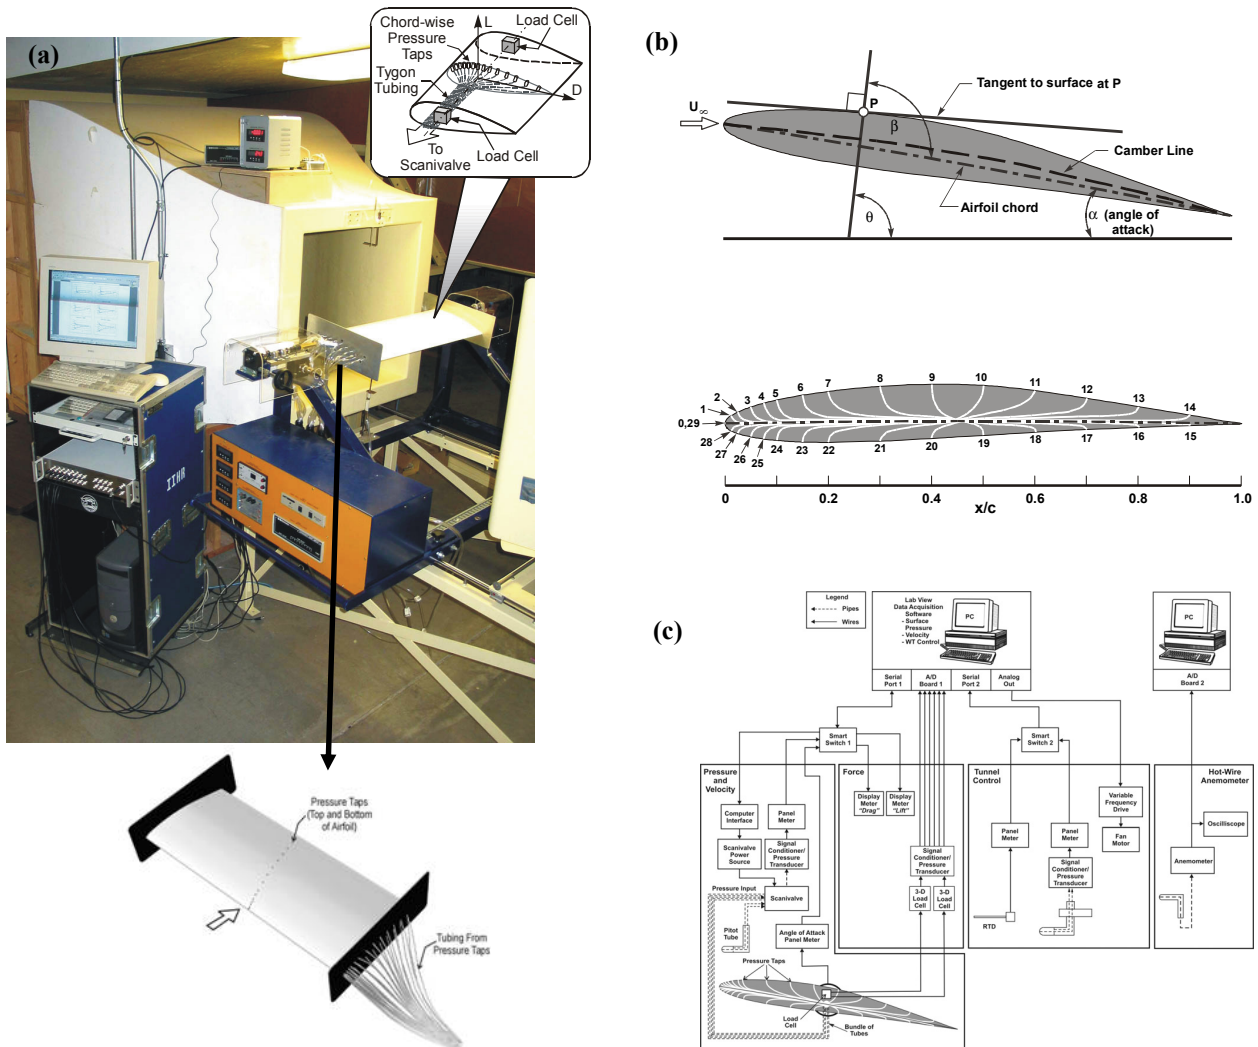 (a)
L
Load Cell
Chord-wise
Pressure
Taps
Tygon
Tubing
D
To
Scanivalve
Load Cell
IIHR
Pressure Taps
(Top and Bottom
of Airfoil)
Tubing From
Pressure Taps
(b)
Tangent to surface at P
U∞
P
β
Camber Line
Airfoil chord
θ
α (angle of
attack)
1 2 3 4 5 6 7 8 9 10 11 12 13 14
0,29
28 27 26 25 24 23 22 21 20 19 18 17 16 15
0 0.2 0.4 0.6 0.8 1.0
x/c
(c)
Legend
Pipes
Wires
Lab View
Data Acquisition
Software
- Surface
Pressure
- Velocity
- WT Control
PC
Serial
Port 1
A/D
Board 1
Serial
Port 2
Analog
Out
PC
A/D
Board 2
Smart
Switch 1
Smart
Switch 2
Pressure
and
Velocity
Computer
Interface
Panel
Meter
Scanivalve
Power
Source
Signal
Conditioner/
Pressure
Transducer
Pressure Input
Scanivalve
Pitot
Tube
Angle of Attack
Panel Meter
Pressure Taps
Load
Cell
Bundle of
Tubes
Force
Display
Meter
"Drag"
Display
Meter
"Lift"
Signal
Conditioner/
Pressure
Transducer
3-D
Load
Cell
3-D
Load
Cell
Tunnel
Control
Panel
Meter
Panel
Meter
Variable
Frequency
Drive
Fan
Motor
Signal
Conditioner/
Pressure
Transducer
RTD
Hot-Wire
Anemometer
Oscilliscope
Anemometer